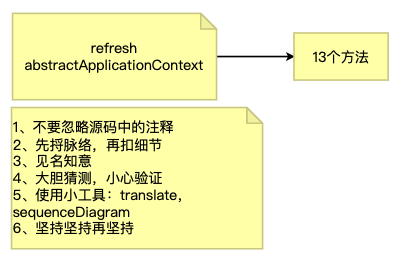 refresh
abstractApplicationContext
13个方法
1、不要忽略源码中的注释
2、先捋脉络，再扣细节
3、见名知意
4、大胆猜测，小心验证
5、使用小工具：translate，
sequenceDiagram
6、坚持坚持再坚持